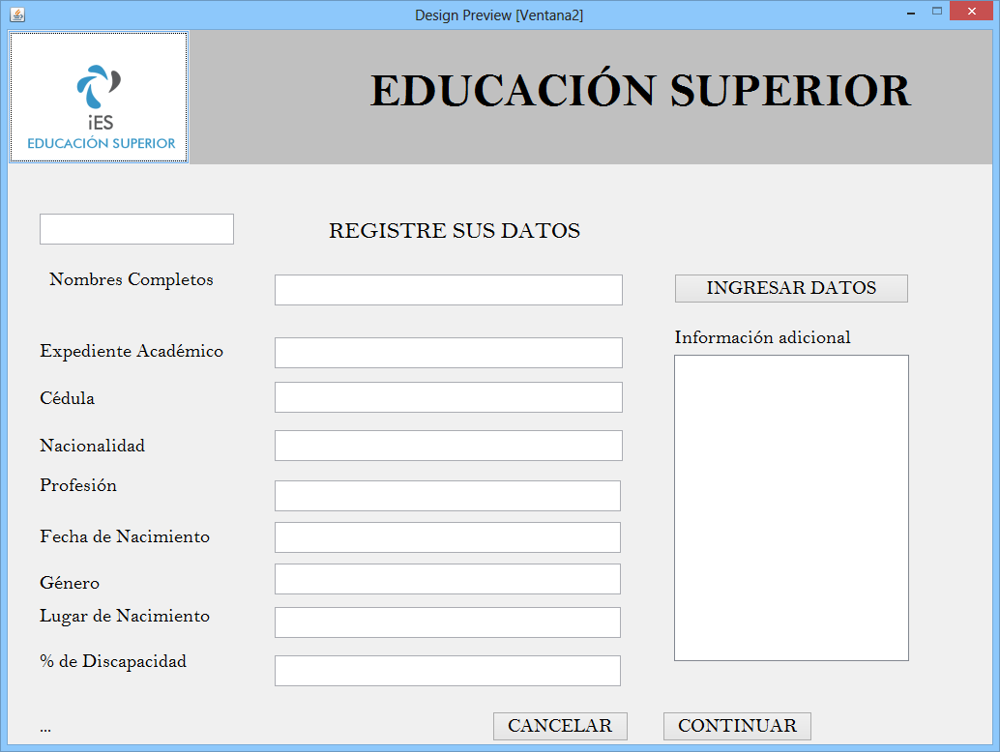 Design Preview [Ventana2]
iES
EDUCACIÓN SUPERIOR
EDUCACIÓN SUPERIOR
REGISTRE SUS DATOS
Nombres Completos
INGRESAR DATOS
Información adicional
Expediente Académico
Cédula
Nacionalidad
Profesión
Fecha de Nacimiento
Género
Lugar de Nacimiento
% de Discapacidad
...
CANCELAR
CONTINUAR